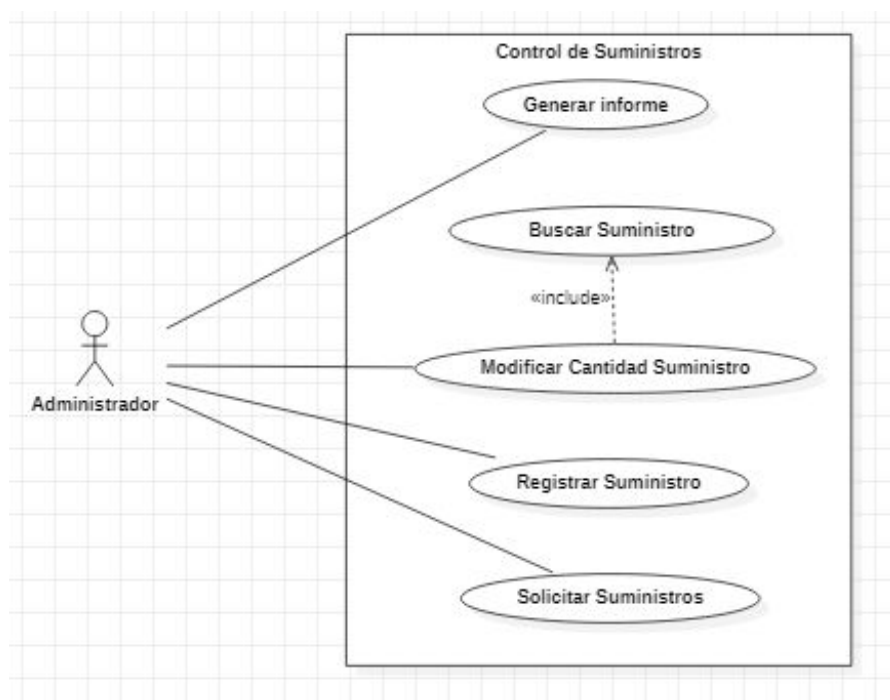 Control de Suministros
Generar informe
Buscar Suministro
«include»
Modificar Cantidad Suministro
Administrador
Registrar Suministro
Solicitar Suministros